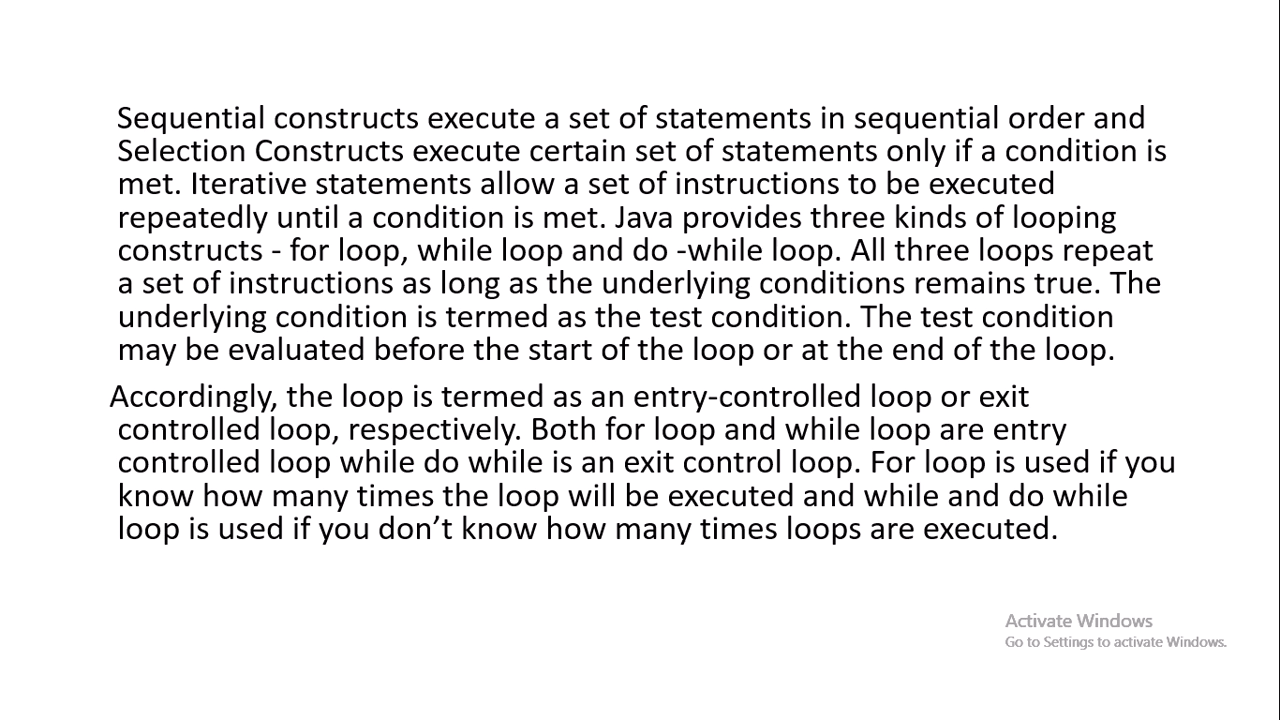 Sequential constructs execute a set of statements in sequential order and
Selection Constructs execute certain set of statements only if a condition is
met. Iterative statements allow a set of instructions to be executed
repeatedly until a condition is met. Java provides three kinds of looping
constructs - for loop, while loop and do -while loop. All three loops repeat
a set of instructions as long as the underlying conditions remains true. The
underlying condition is termed as the test condition. The test condition
may be evaluated before the start of the loop or at the end of the loop.
Accordingly, the loop is termed as an entry-controlled loop or exit
controlled loop, respectively. Both for loop and while loop are entry
controlled loop while do while is an exit control loop. For loop is used if you
know how many times the loop will be executed and while and do while
loop is used if you don’t know how many times loops are executed.
Activate Windows
Go to Settings to activate Windows.